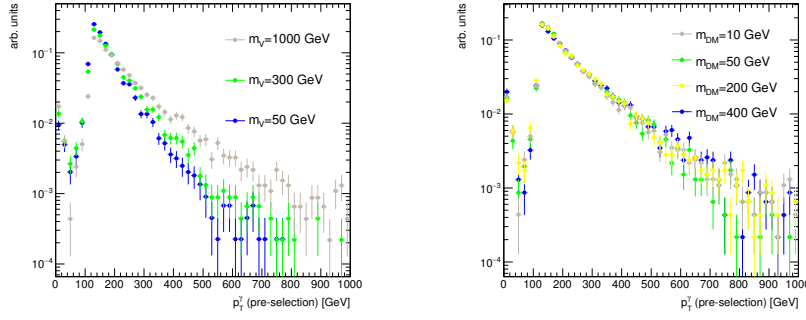 arb. units
10⁻¹
10⁻²
10⁻³
10⁻⁴
m_V=1000 GeV
m_V=300 GeV
m_V=50 GeV
0 100 200 300 400 500 600 700 800 900 1000
p_T^γ (pre-selection) [GeV]
arb. units
10⁻¹
10⁻²
10⁻³
10⁻⁴
m_DM=10 GeV
m_DM=50 GeV
m_DM=200 GeV
m_DM=400 GeV
0 100 200 300 400 500 600 700 800 900 1000
p_T^γ (pre-selection) [GeV]